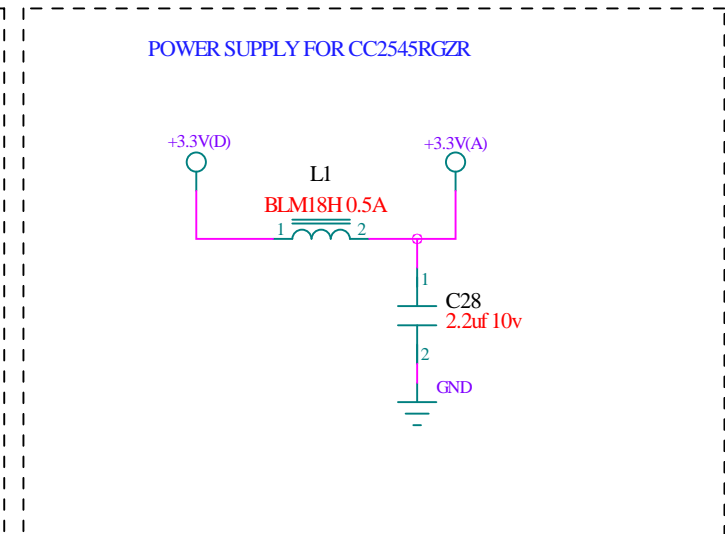 POWER SUPPLY FOR CC2545RGZR
+3.3V(D)
+3.3V(A)
L1
BLM18H 0.5A
1
2
1
C28
2.2uf 10v
2
GND